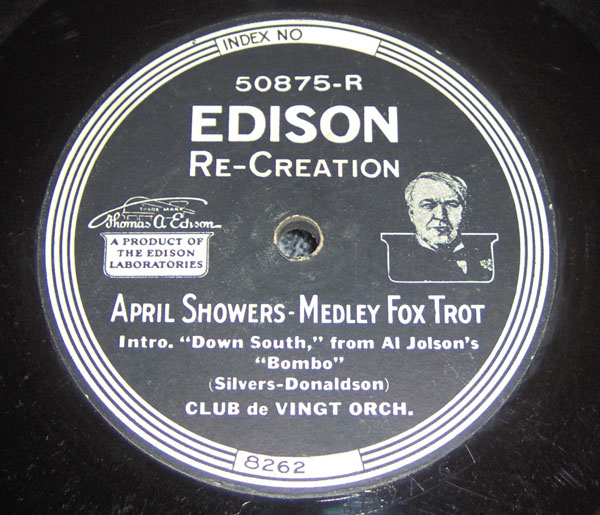 INDEX NO
50875-R
EDISON
RE-CREATION
TRADE MARK
Thomas A Edison
A PRODUCT OF
THE EDISON
LABORATORIES
APRIL SHOWERS - MEDLEY FOX TROT
Intro. "Down South," from Al Jolson's
"Bombo"
(Silvers-Donaldson)
CLUB de VINGT ORCH.
8262